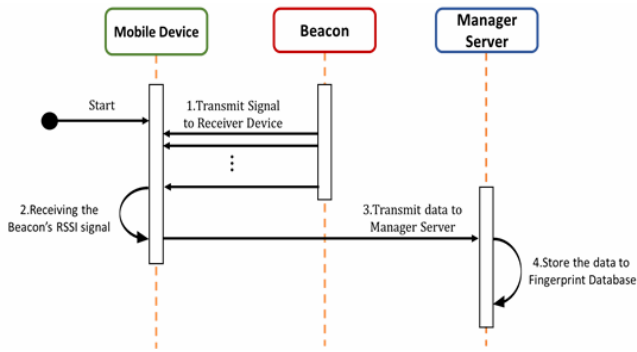 Mobile Device
Beacon
Manager
Server
Start
1.Transmit Signal
to Receiver Device
2.Receiving the
Beacon's RSSI signal
3.Transmit data to
Manager Server
4.Store the data to
Fingerprint Database